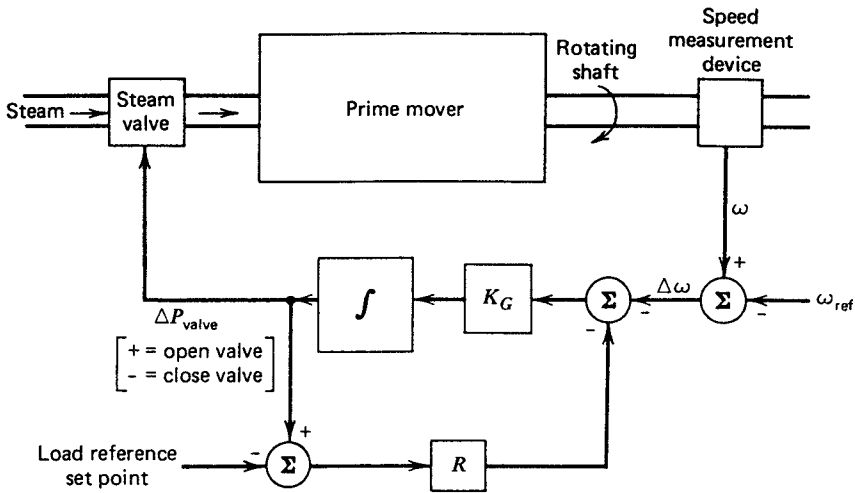 Speed
measurement
device
Rotating
shaft
Steam
Steam
valve
Prime mover
ω
+
Δω
Σ
-
ω_ref
-
Σ
-
K_G
∫
ΔP_valve
+ = open valve
- = close valve
Load reference
set point
-
+
Σ
R